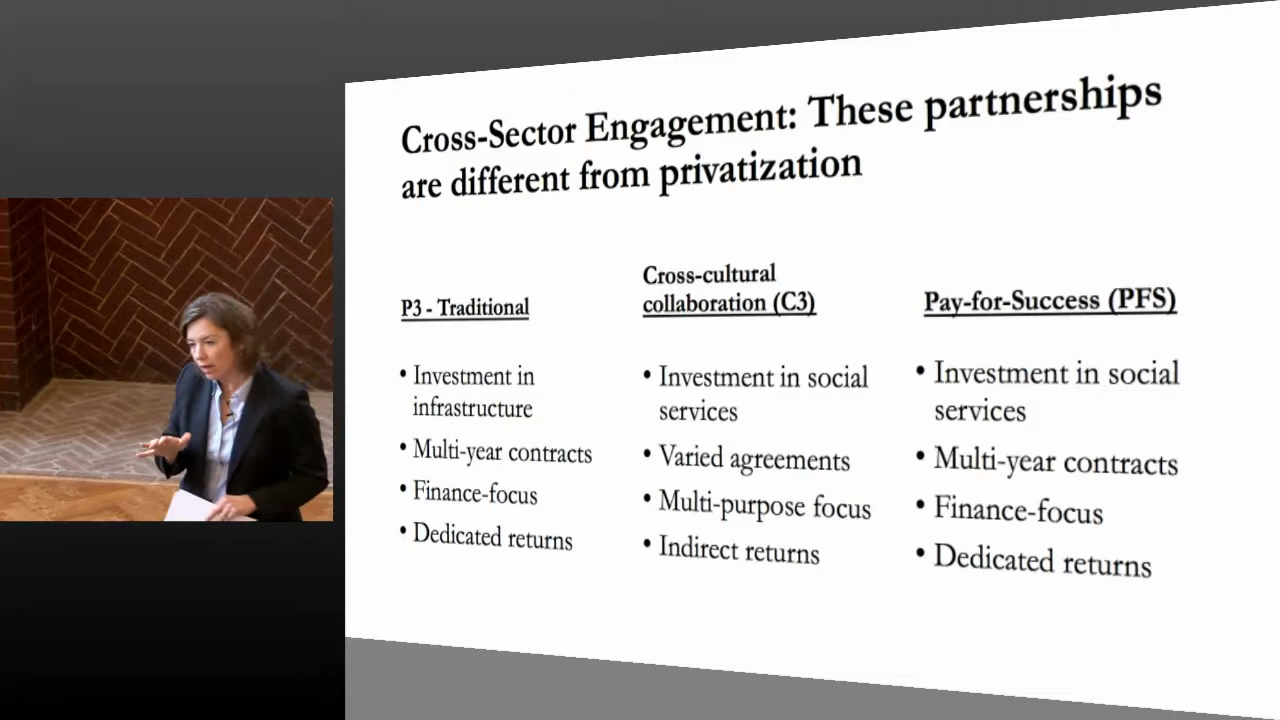 Cross-Sector Engagement: These partnerships
are different from privatization
P3 - Traditional
• Investment in
infrastructure
• Multi-year contracts
• Finance-focus
• Dedicated returns
Cross-cultural
collaboration (C3)
• Investment in social
services
• Varied agreements
• Multi-purpose focus
• Indirect returns
Pay-for-Success (PFS)
• Investment in social
services
• Multi-year contracts
• Finance-focus
• Dedicated returns